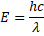 E = hc/λ